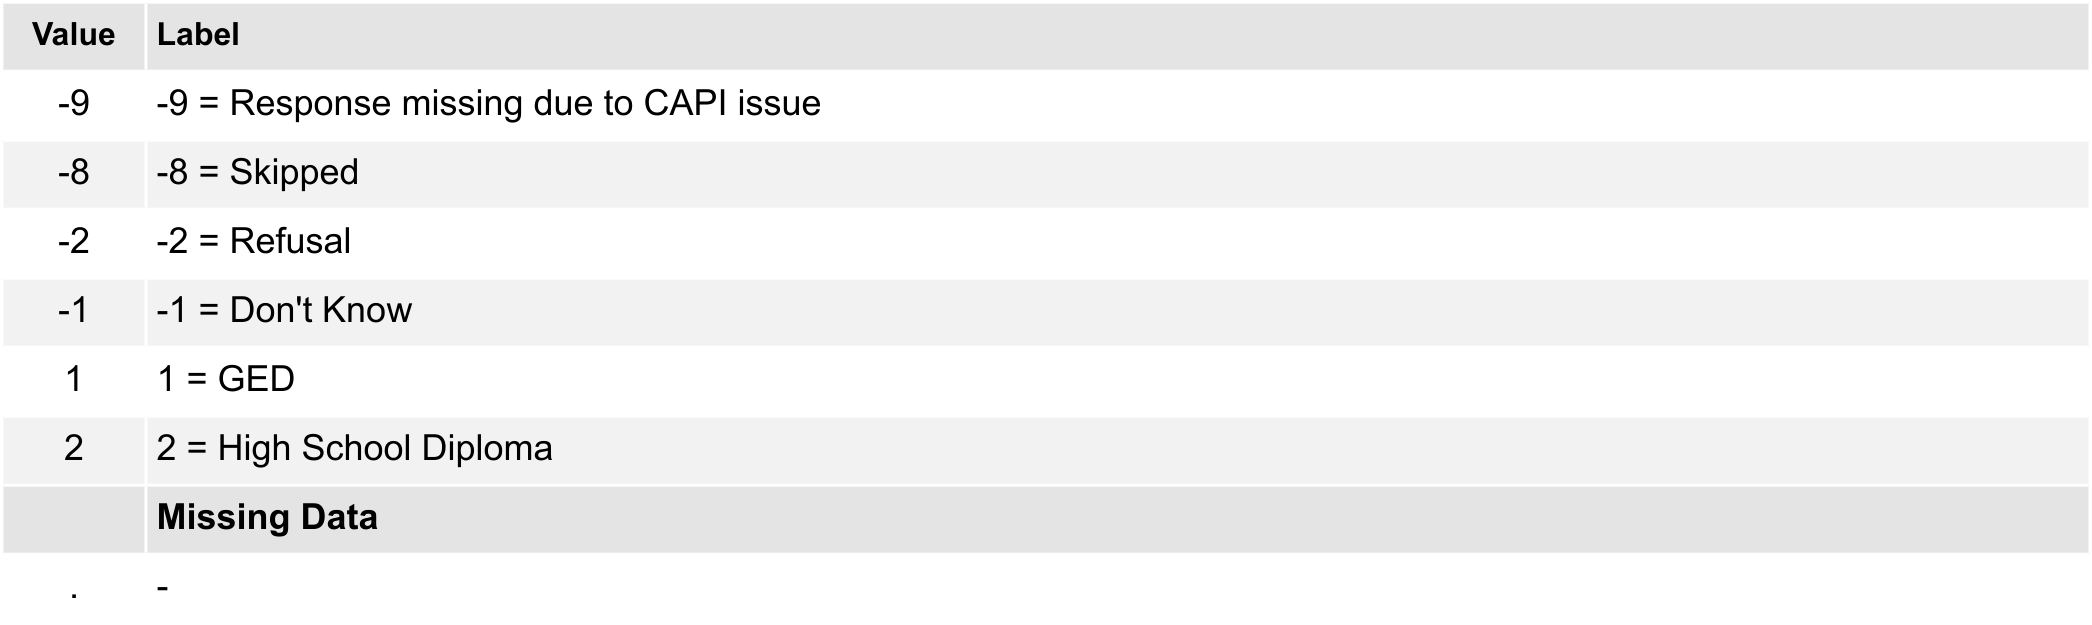 Value Label
-9 -9 = Response missing due to CAPI issue
-8 -8 = Skipped
-2 -2 = Refusal
-1 -1 = Don't Know
1 1 = GED
2 2 = High School Diploma
Missing Data
. -